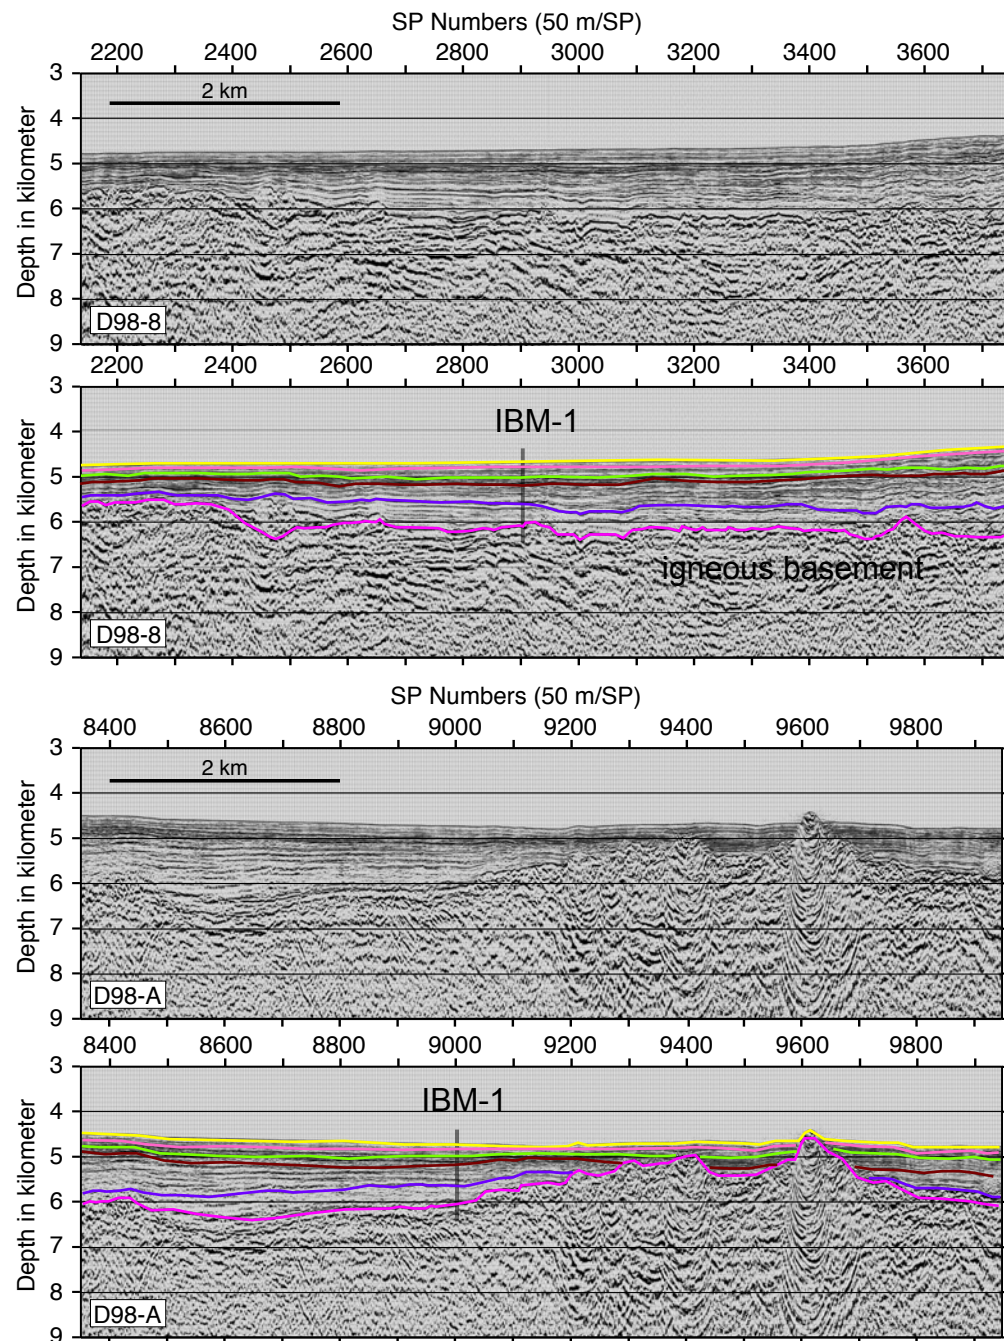 SP Numbers (50 m/SP)
2200 2400 2600 2800 3000 3200 3400 3600
3
2 km
4
5
6
7
8
9
Depth in kilometer
D98-8
2200 2400 2600 2800 3000 3200 3400 3600
3
4
5
6
7
8
9
Depth in kilometer
IBM-1
igneous basement
D98-8
SP Numbers (50 m/SP)
8400 8600 8800 9000 9200 9400 9600 9800
3
2 km
4
5
6
7
8
9
Depth in kilometer
D98-A
8400 8600 8800 9000 9200 9400 9600 9800
3
4
5
6
7
8
9
Depth in kilometer
IBM-1
D98-A